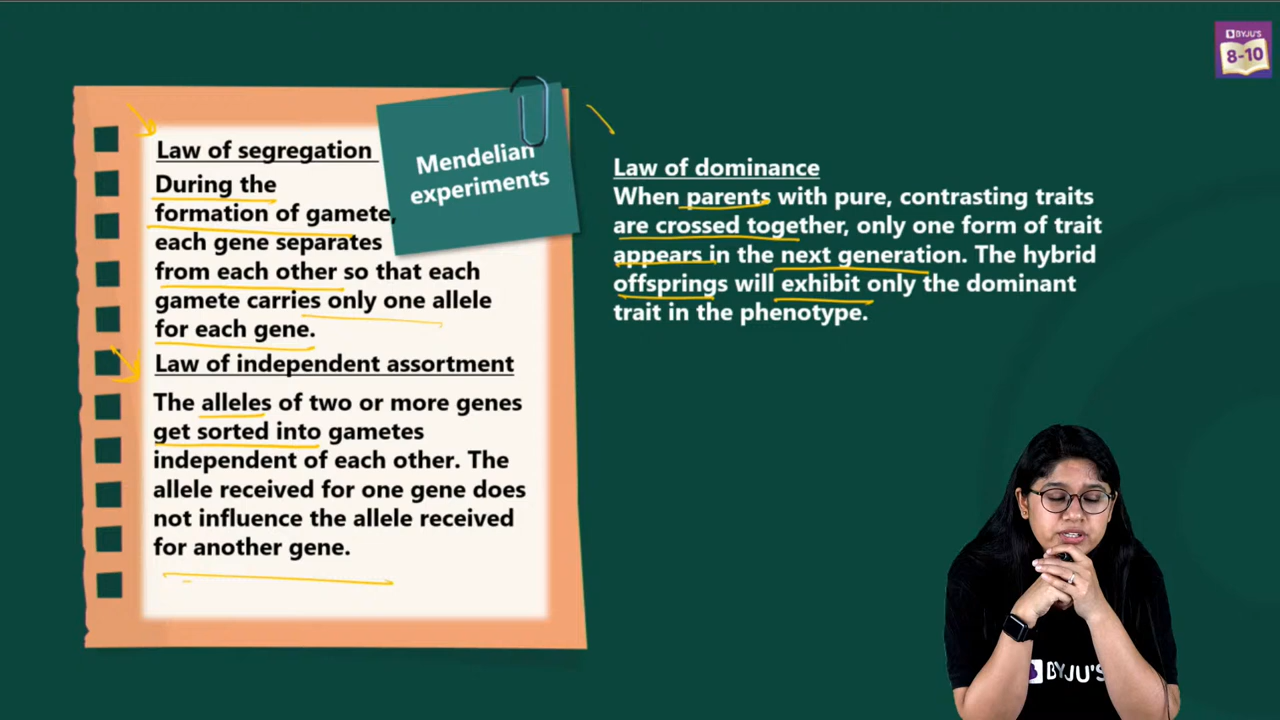 BYJU'S
8-10
Mendelian
experiments
Law of segregation
During the
formation of gamete,
each gene separates
from each other so that each
gamete carries only one allele
for each gene.
Law of independent assortment
The alleles of two or more genes
get sorted into gametes
independent of each other. The
allele received for one gene does
not influence the allele received
for another gene.
Law of dominance
When parents with pure, contrasting traits
are crossed together, only one form of trait
appears in the next generation. The hybrid
offsprings will exhibit only the dominant
trait in the phenotype.
BYJU'S